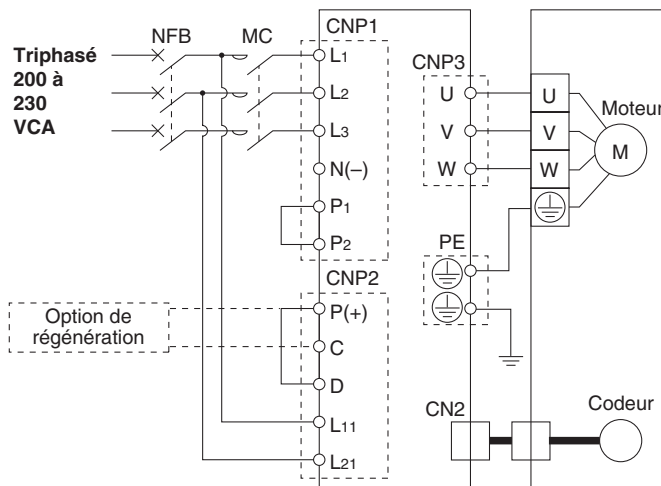 Triphasé
200 à
230
VCA
NFB
MC
CNP1
L1
L2
L3
N(–)
P1
P2
CNP2
Option de
régénération
P(+)
C
D
L11
L21
CNP3
U
V
W
PE
CN2
U
V
W
Moteur
M
Codeur